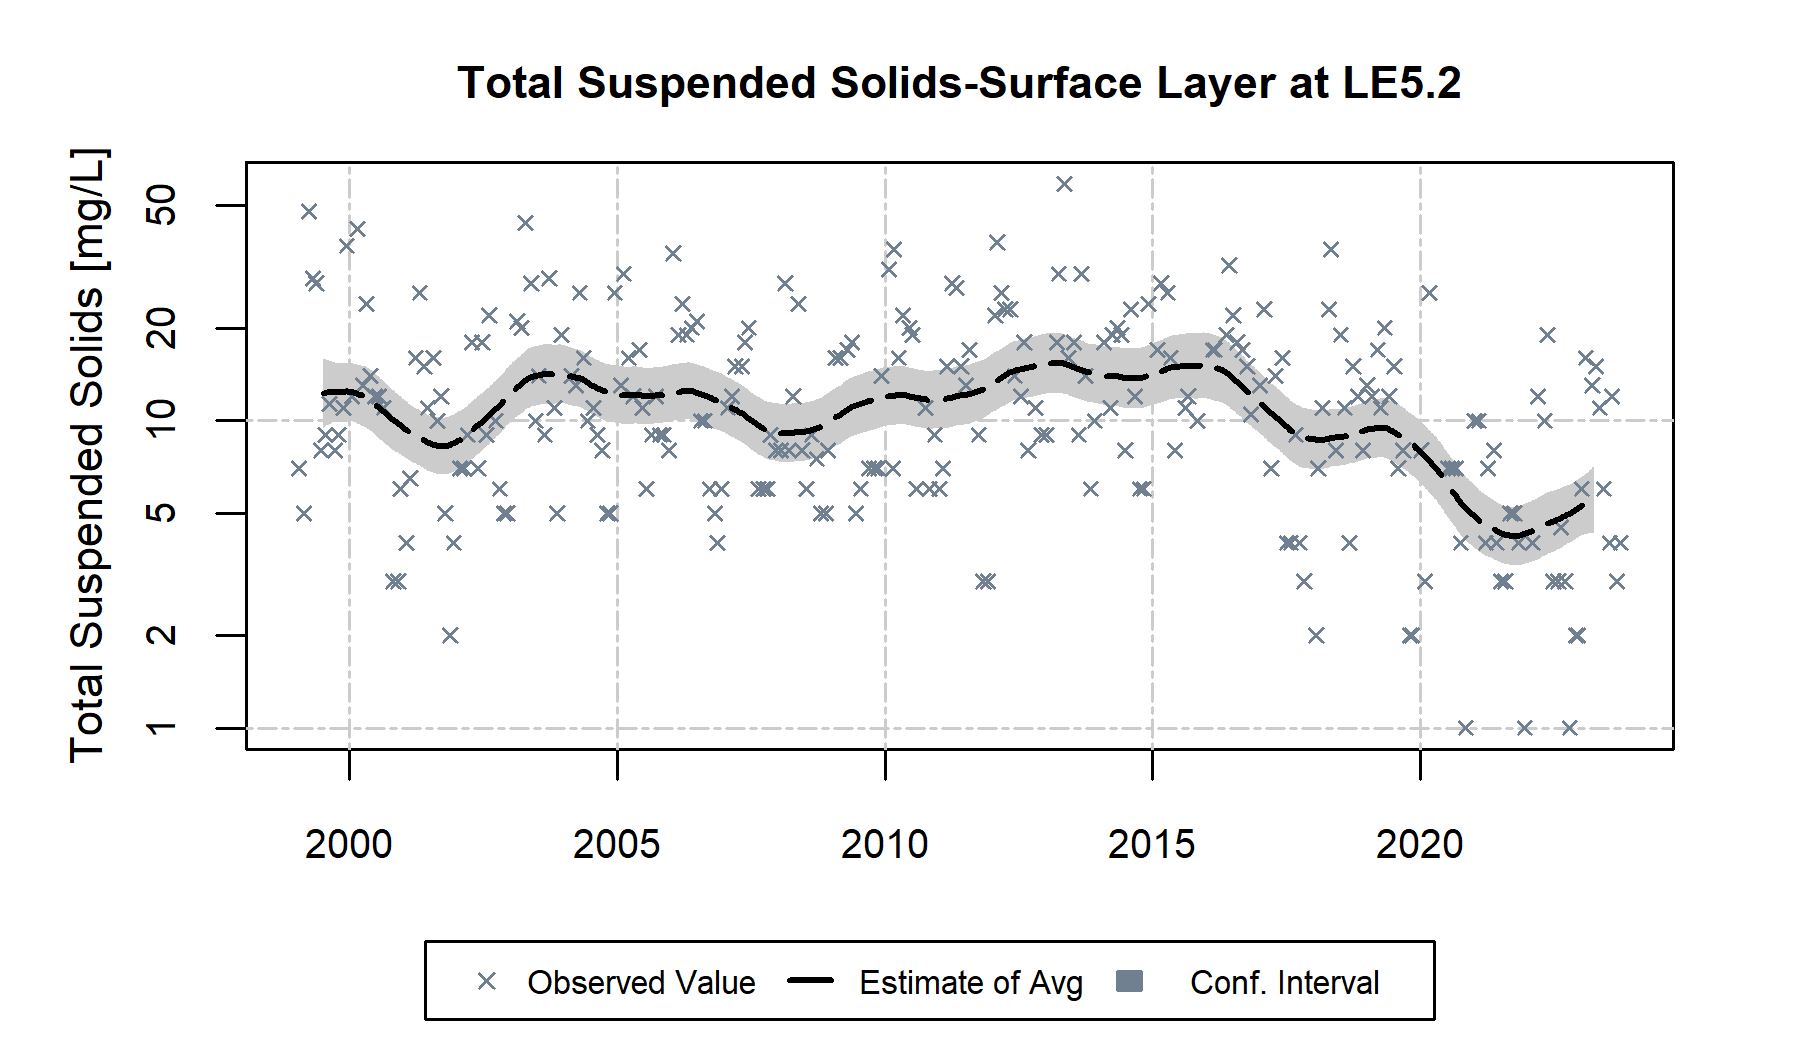 Total Suspended Solids-Surface Layer at LE5.2
Total Suspended Solids [mg/L]
50
20
10
5
2
1
2000 2005 2010 2015 2020
Observed Value Estimate of Avg Conf. Interval